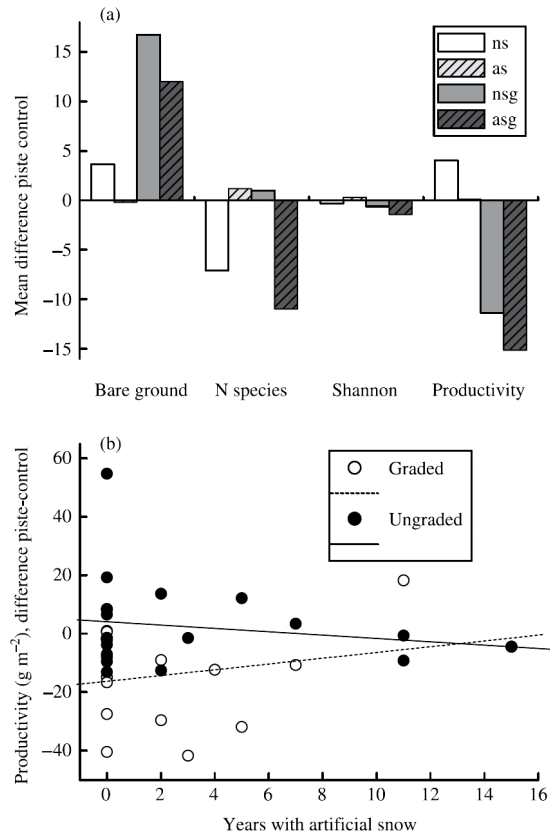 (a)
Mean difference piste control
15
10
5
0
−5
−10
−15
ns
as
nsg
asg
Bare ground N species Shannon Productivity
(b)
Productivity (g m−2), difference piste-control
60
40
20
0
−20
−40
Graded
Ungraded
0 2 4 6 8 10 12 14 16
Years with artificial snow